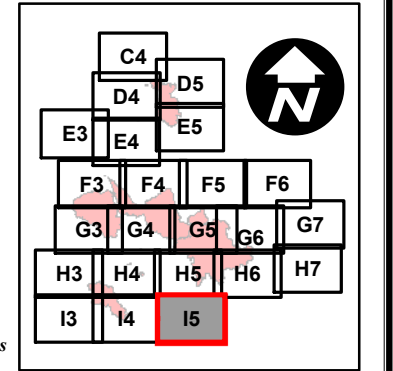 C4
D4 D5
E3 E4 E5
F3 F4 F5 F6
G3 G4 G5 G6 G7
H3 H4 H5 H6 H7
I3 I4 I5
N
s